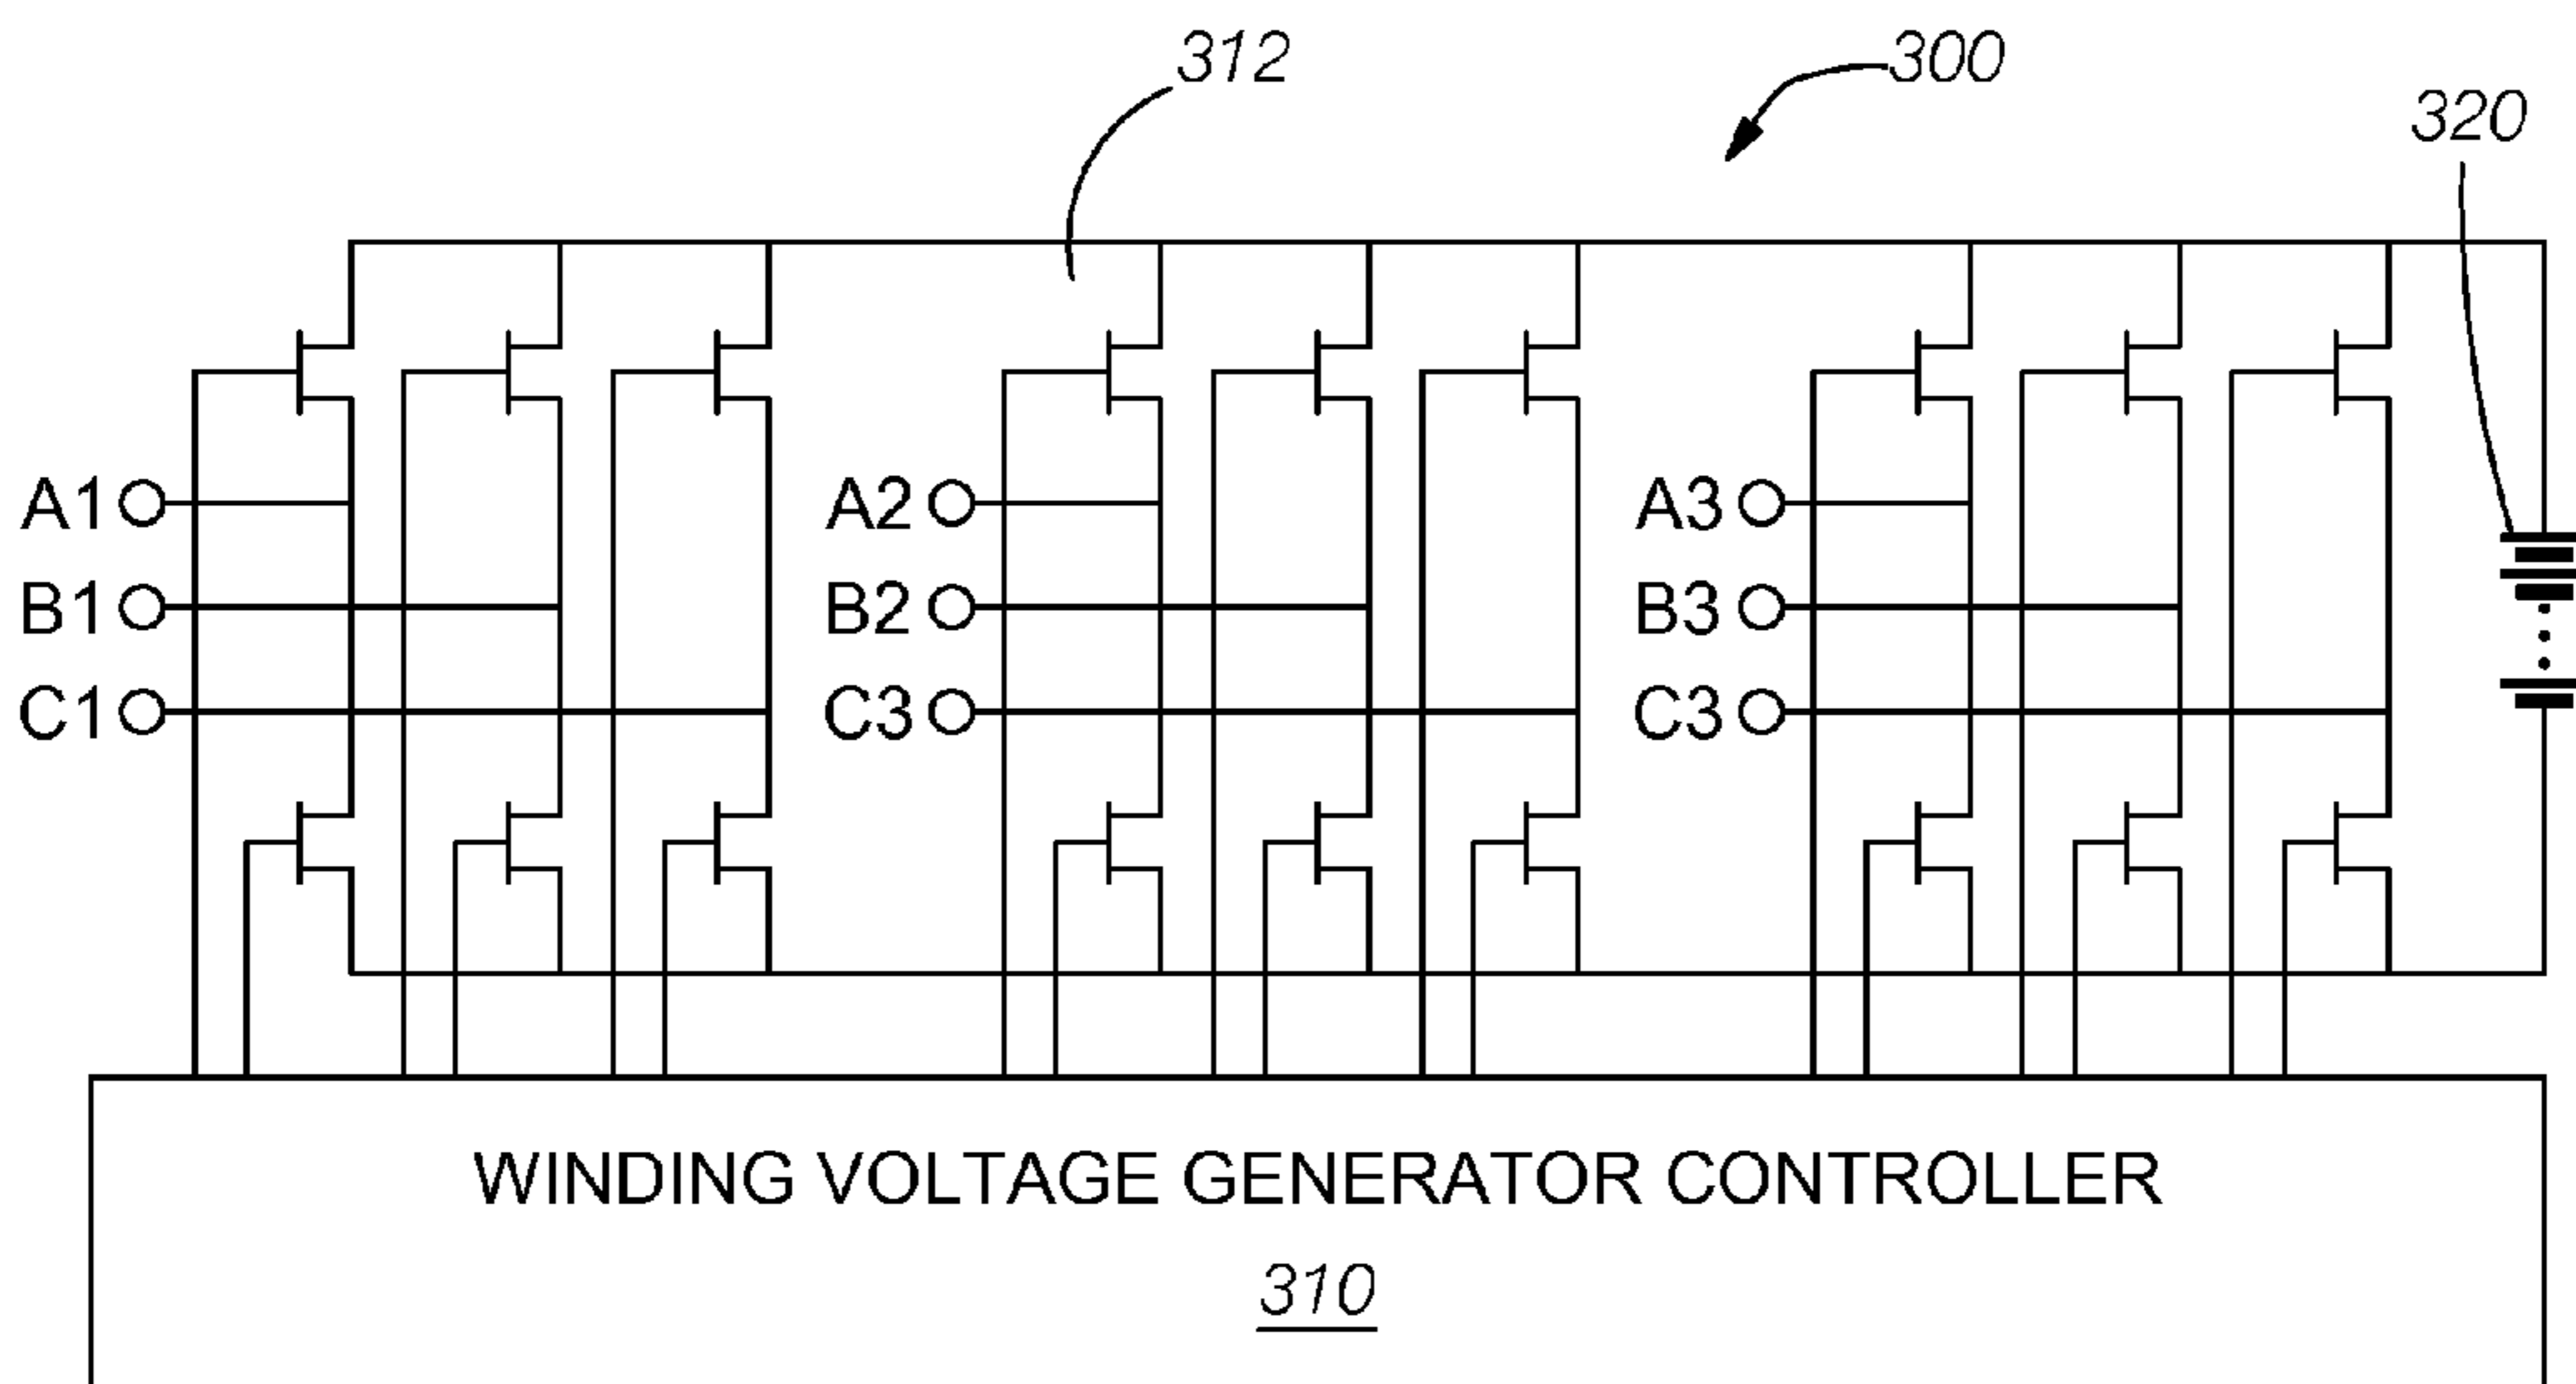 312
300
320
A1
A2
A3
B1
B2
B3
C1
C3
C3
WINDING VOLTAGE GENERATOR CONTROLLER
310